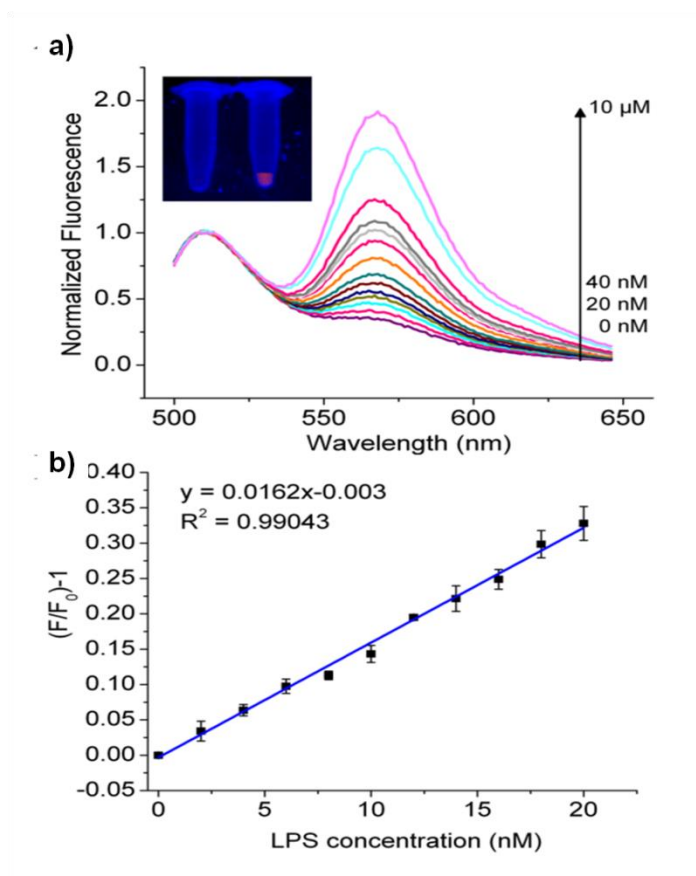 a)
Normalized Fluorescence
2.0
1.5
1.0
0.5
0.0
10 µM
40 nM
20 nM
0 nM
500 550 600 650
Wavelength (nm)
b)
0.40
y = 0.0162x-0.003
R² = 0.99043
(F/F₀)-1
0.35
0.30
0.25
0.20
0.15
0.10
0.05
0.00
-0.05
0 5 10 15 20
LPS concentration (nM)